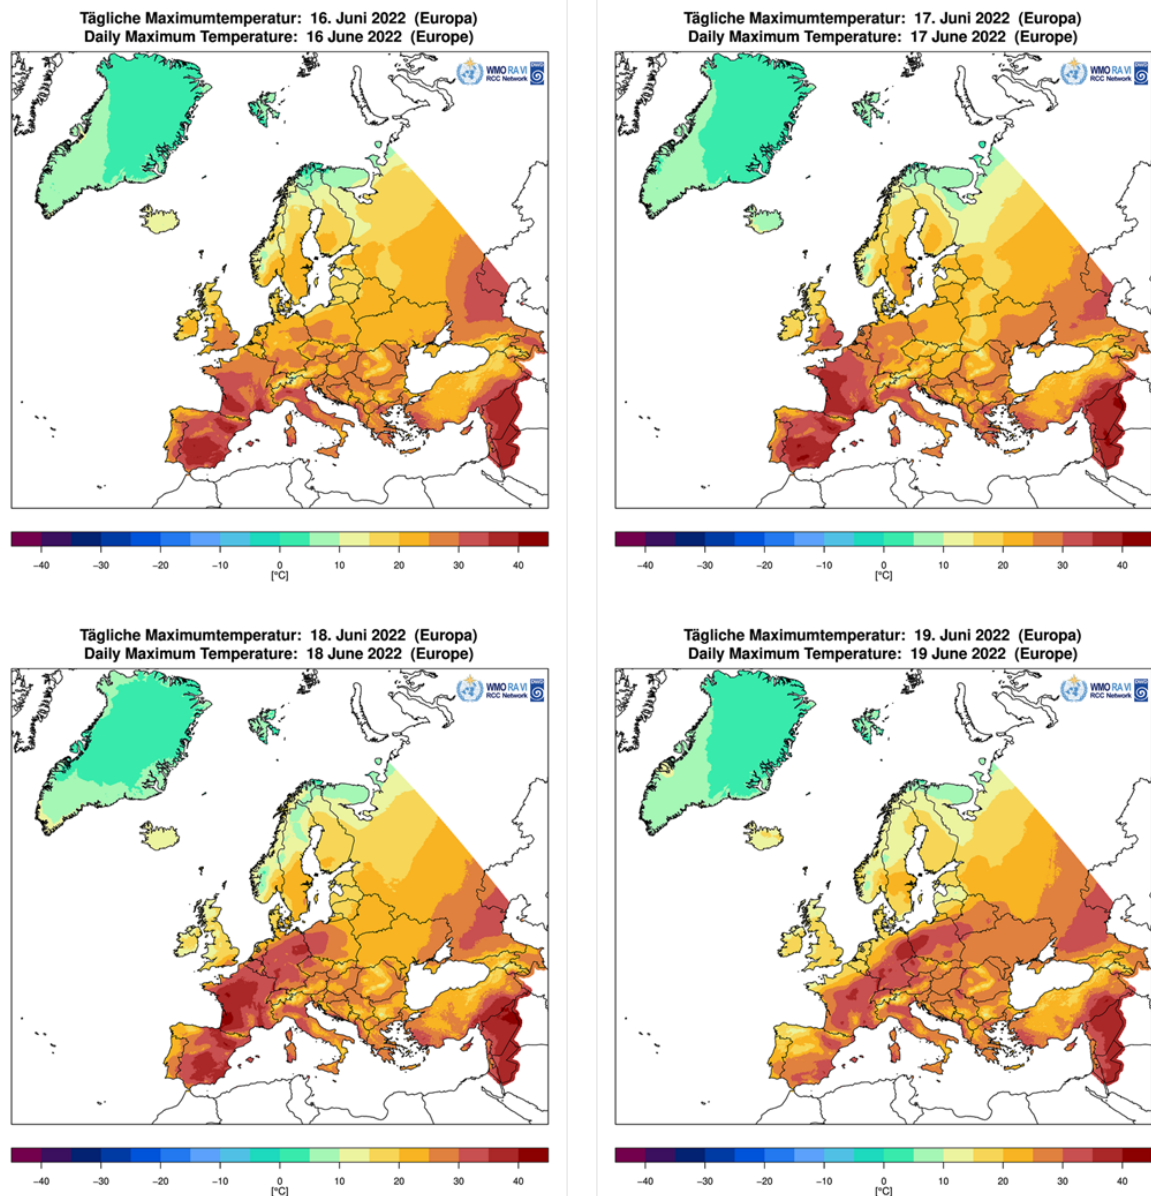 Tägliche Maximumtemperatur: 16. Juni 2022 (Europa)
Daily Maximum Temperature: 16 June 2022 (Europe)
WMO RA VI
RCC Network
-40 -30 -20 -10 0 10 20 30 40
[°C]
Tägliche Maximumtemperatur: 17. Juni 2022 (Europa)
Daily Maximum Temperature: 17 June 2022 (Europe)
WMO RA VI
RCC Network
-40 -30 -20 -10 0 10 20 30 40
[°C]
Tägliche Maximumtemperatur: 18. Juni 2022 (Europa)
Daily Maximum Temperature: 18 June 2022 (Europe)
WMO RA VI
RCC Network
-40 -30 -20 -10 0 10 20 30 40
[°C]
Tägliche Maximumtemperatur: 19. Juni 2022 (Europa)
Daily Maximum Temperature: 19 June 2022 (Europe)
WMO RA VI
RCC Network
-40 -30 -20 -10 0 10 20 30 40
[°C]